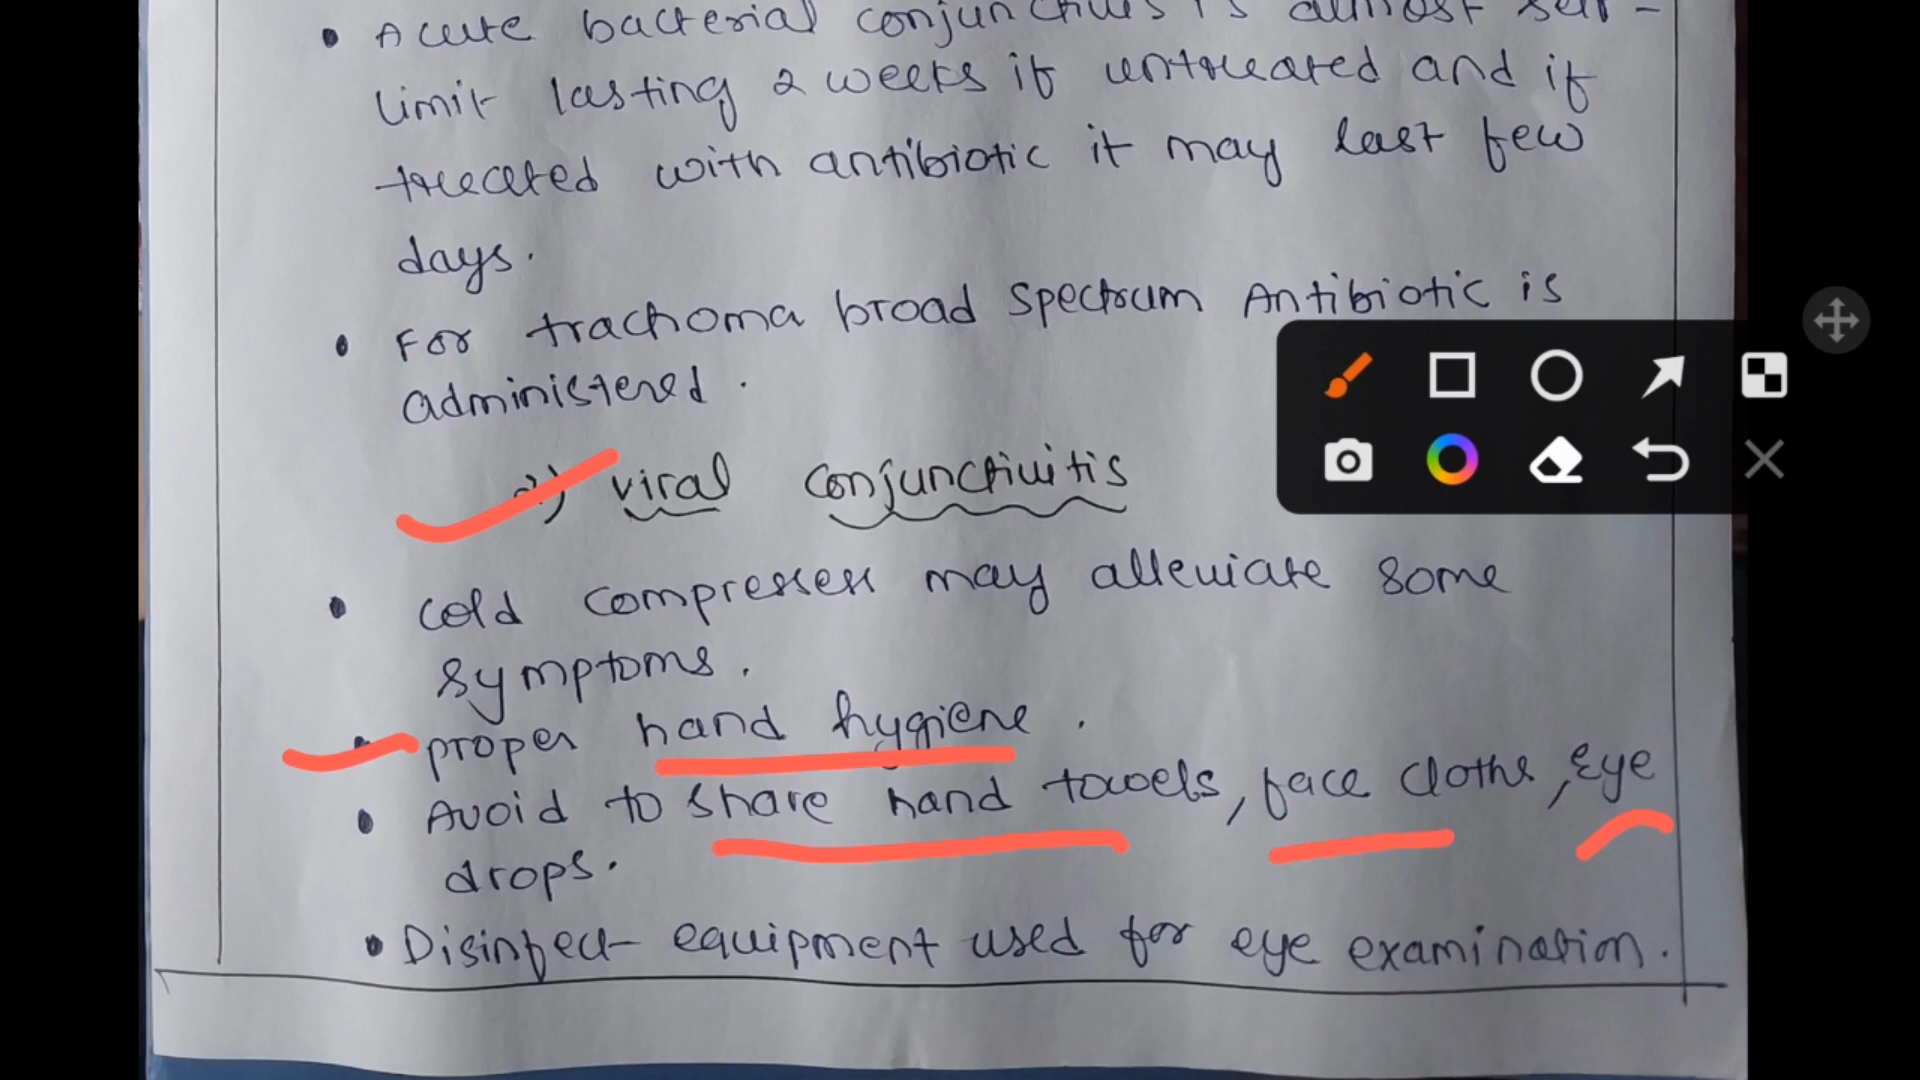 • Acute bacterial conjunctivitis is almost self-
limit lasting 2 weeks if untreated and if
treated with antibiotic it may last few
days.
• For trachoma broad spectrum Antibiotic is
administered.
2) viral conjunctivitis
• cold compresses may alleviate some
symptoms.
• proper hand hygiene.
• Avoid to share hand towels, face cloths, Eye
drops.
• Disinfect equipment used for eye examination.